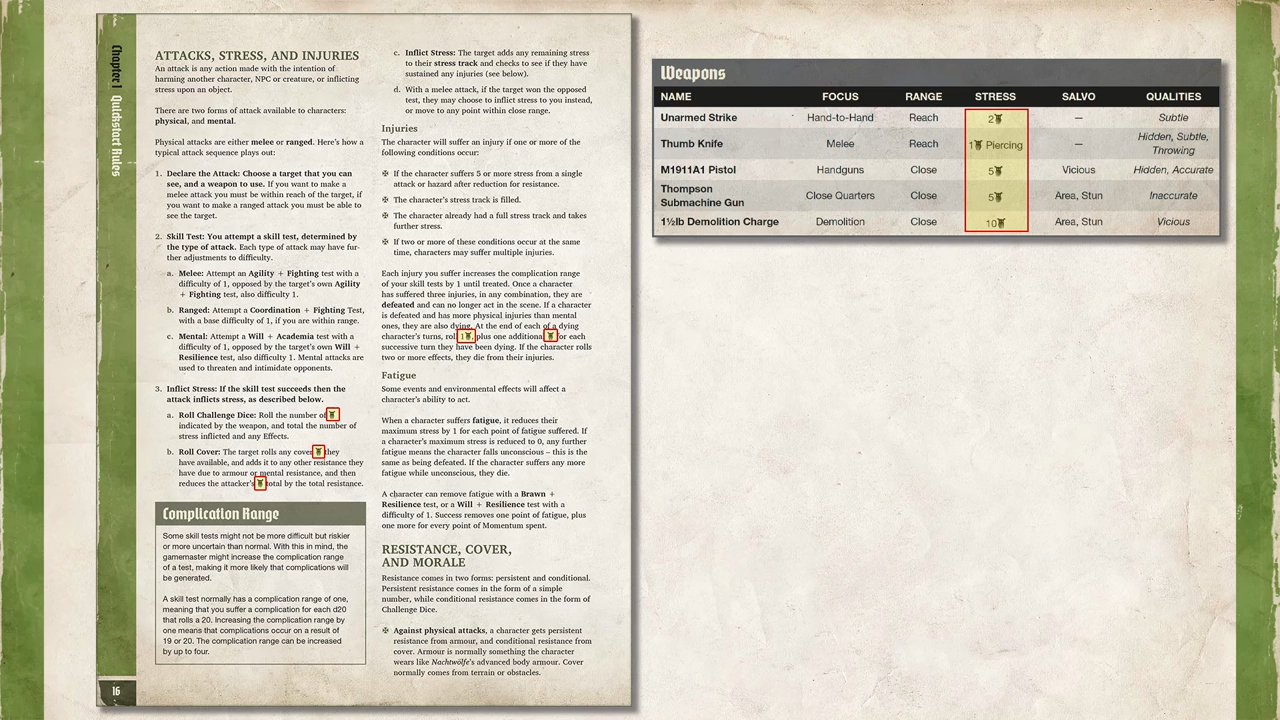 Chapter 1 Quickstart Rules
ATTACKS, STRESS, AND INJURIES
An attack is any action made with the intention of
harming another character, NPC or creature, or inflicting
stress upon an object.
There are two forms of attack available to characters:
physical, and mental.
Physical attacks are either melee or ranged. Here's how a
typical attack sequence plays out:
1. Declare the Attack: Choose a target that you can
see, and a weapon to use. If you want to make a
melee attack you must be within reach of the target, if
you want to make a ranged attack you must be able to
see the target.
2. Skill Test: You attempt a skill test, determined by
the type of attack. Each type of attack may have fur-
ther adjustments to difficulty.
a. Melee: Attempt an Agility + Fighting test with a
difficulty of 1, opposed by the target's own Agility
+ Fighting test, also difficulty 1.
b. Ranged: Attempt a Coordination + Fighting Test,
with a base difficulty of 1, if you are within range.
c. Mental: Attempt a Will + Academia test with a
difficulty of 1, opposed by the target's own Will +
Resilience test, also difficulty 1. Mental attacks are
used to threaten and intimidate opponents.
3. Inflict Stress: If the skill test succeeds then the
attack inflicts stress, as described below.
a. Roll Challenge Dice: Roll the number of
indicated by the weapon, and total the number of
stress inflicted and any Effects.
b. Roll Cover: The target rolls any cover they
have available, and adds it to any other resistance they
have due to armour or mental resistance, and then
reduces the attacker's total by the total resistance.
Complication Range
Some skill tests might not be more difficult but riskier
or more uncertain than normal. With this in mind, the
gamemaster might increase the complication range
of a test, making it more likely that complications will
be generated.
A skill test normally has a complication range of one,
meaning that you suffer a complication for each d20
that rolls a 20. Increasing the complication range by
one means that complications occur on a result of
19 or 20. The complication range can be increased
by up to four.
16
c. Inflict Stress: The target adds any remaining stress
to their stress track and checks to see if they have
sustained any injuries (see below).
d. With a melee attack, if the target won the opposed
test, they may choose to inflict stress to you instead,
or move to any point within close range.
Injuries
The character will suffer an injury if one or more of the
following conditions occur:
✠ If the character suffers 5 or more stress from a single
attack or hazard after reduction for resistance.
✠ The character's stress track is filled.
✠ The character already had a full stress track and takes
further stress.
✠ If two or more of these conditions occur at the same
time, characters may suffer multiple injuries.
Each injury you suffer increases the complication range
of your skill tests by 1 until treated. Once a character
has suffered three injuries, in any combination, they are
defeated and can no longer act in the scene. If a character
is defeated and has more physical injuries than mental
ones, they are also dying. At the end of each of a dying
character's turns, roll 1, plus one additional for each
successive turn they have been dying. If the character rolls
two or more effects, they die from their injuries.
Fatigue
Some events and environmental effects will affect a
character's ability to act.
When a character suffers fatigue, it reduces their
maximum stress by 1 for each point of fatigue suffered. If
a character's maximum stress is reduced to 0, any further
fatigue means the character falls unconscious – this is the
same as being defeated. If the character suffers any more
fatigue while unconscious, they die.
A character can remove fatigue with a Brawn +
Resilience test, or a Will + Resilience test with a
difficulty of 1. Success removes one point of fatigue, plus
one more for every point of Momentum spent.
RESISTANCE, COVER,
AND MORALE
Resistance comes in two forms: persistent and conditional.
Persistent resistance comes in the form of a simple
number, while conditional resistance comes in the form of
Challenge Dice.
✠ Against physical attacks, a character gets persistent
resistance from armour, and conditional resistance from
cover. Armour is normally something the character
wears like Nachtwölfe's advanced body armour. Cover
normally comes from terrain or obstacles.
Weapons
NAME FOCUS RANGE STRESS SALVO QUALITIES
Unarmed Strike Hand-to-Hand Reach 2 — Subtle
Thumb Knife Melee Reach 1 Piercing — Hidden, Subtle,
Throwing
M1911A1 Pistol Handguns Close 5 Vicious Hidden, Accurate
Thompson
Submachine Gun Close Quarters Close 5 Area, Stun Inaccurate
1½lb Demolition Charge Demolition Close 10 Area, Stun Vicious